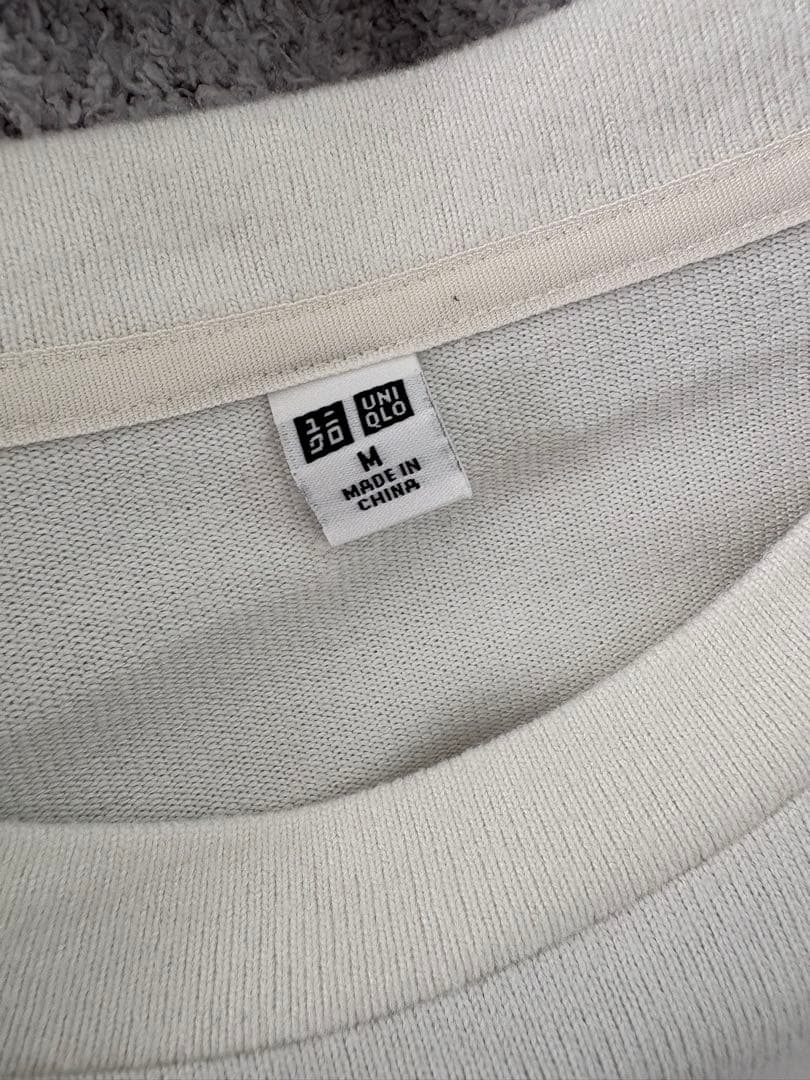 ユニ UNI
クロ QLO
M
MADE IN
CHINA